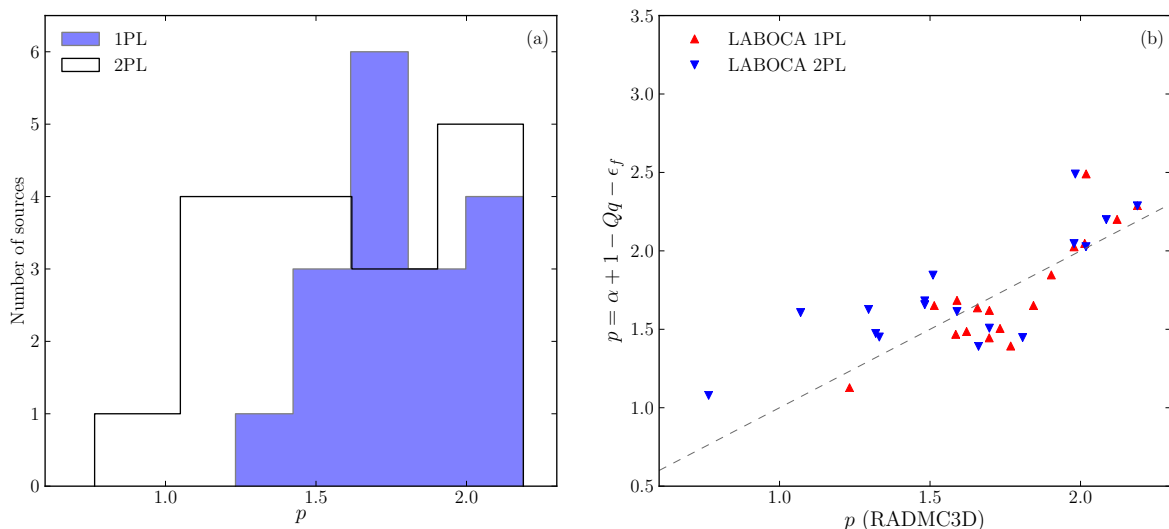 (a)
1PL
2PL
Number of sources
6
5
4
3
2
1
0
1.0 1.5 2.0
p
(b)
LABOCA 1PL
LABOCA 2PL
p = α + 1 − Qq − ϵ_f
3.5
3.0
2.5
2.0
1.5
1.0
0.5
1.0 1.5 2.0
p (RADMC3D)